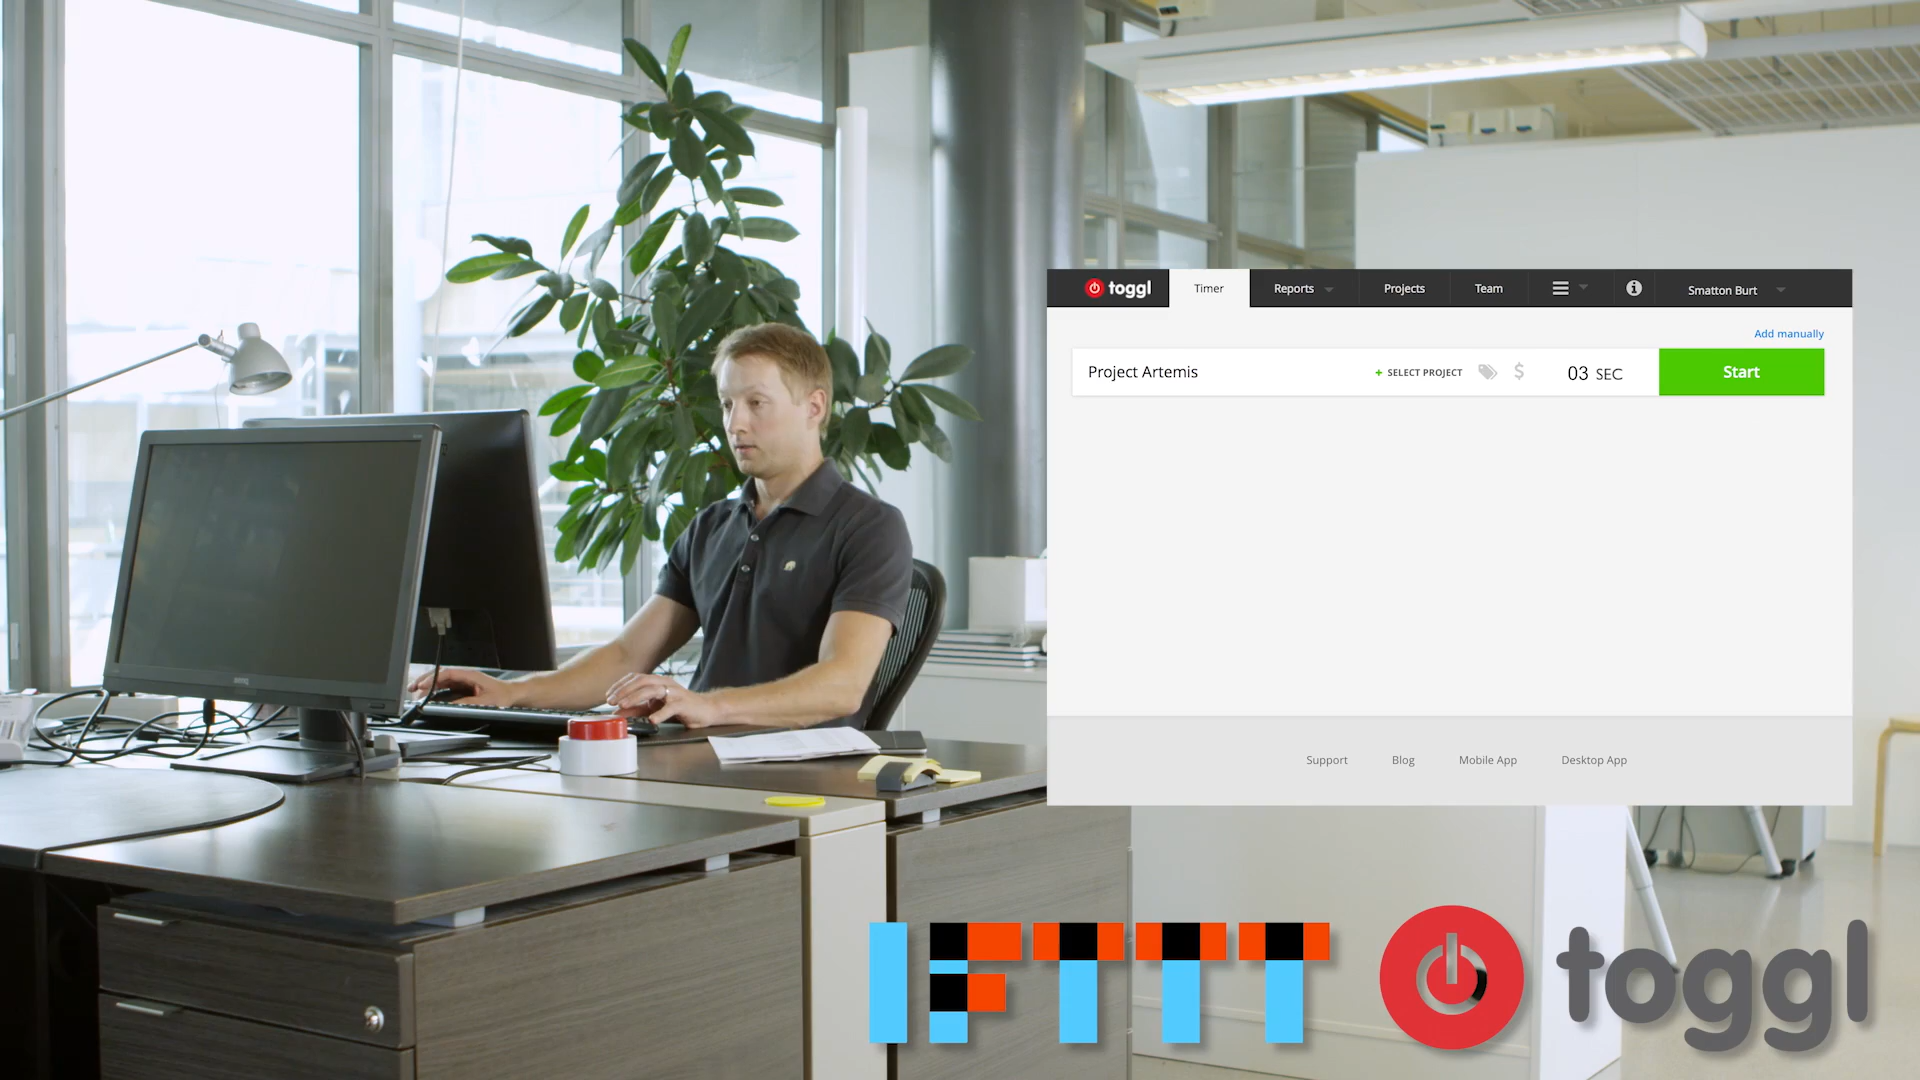 toggl Timer Reports Projects Team Smatton Burt
Add manually
Project Artemis + SELECT PROJECT $ 03 SEC Start
Support Blog Mobile App Desktop App
IFTTT toggl